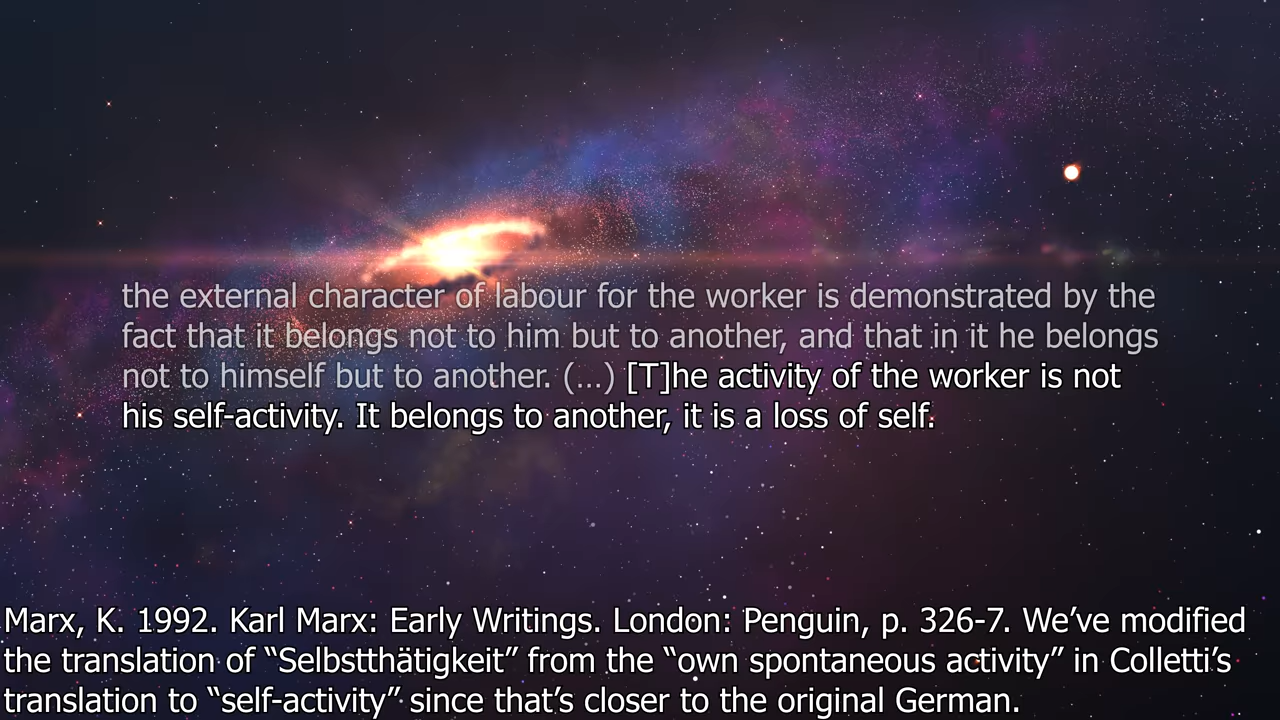 the external character of labour for the worker is demonstrated by the
fact that it belongs not to him but to another, and that in it he belongs
not to himself but to another. (…) [T]he activity of the worker is not
his self-activity. It belongs to another, it is a loss of self.
Marx, K. 1992. Karl Marx: Early Writings. London: Penguin, p. 326-7. We’ve modified
the translation of “Selbstthätigkeit” from the “own spontaneous activity” in Colletti’s
translation to “self-activity” since that’s closer to the original German.